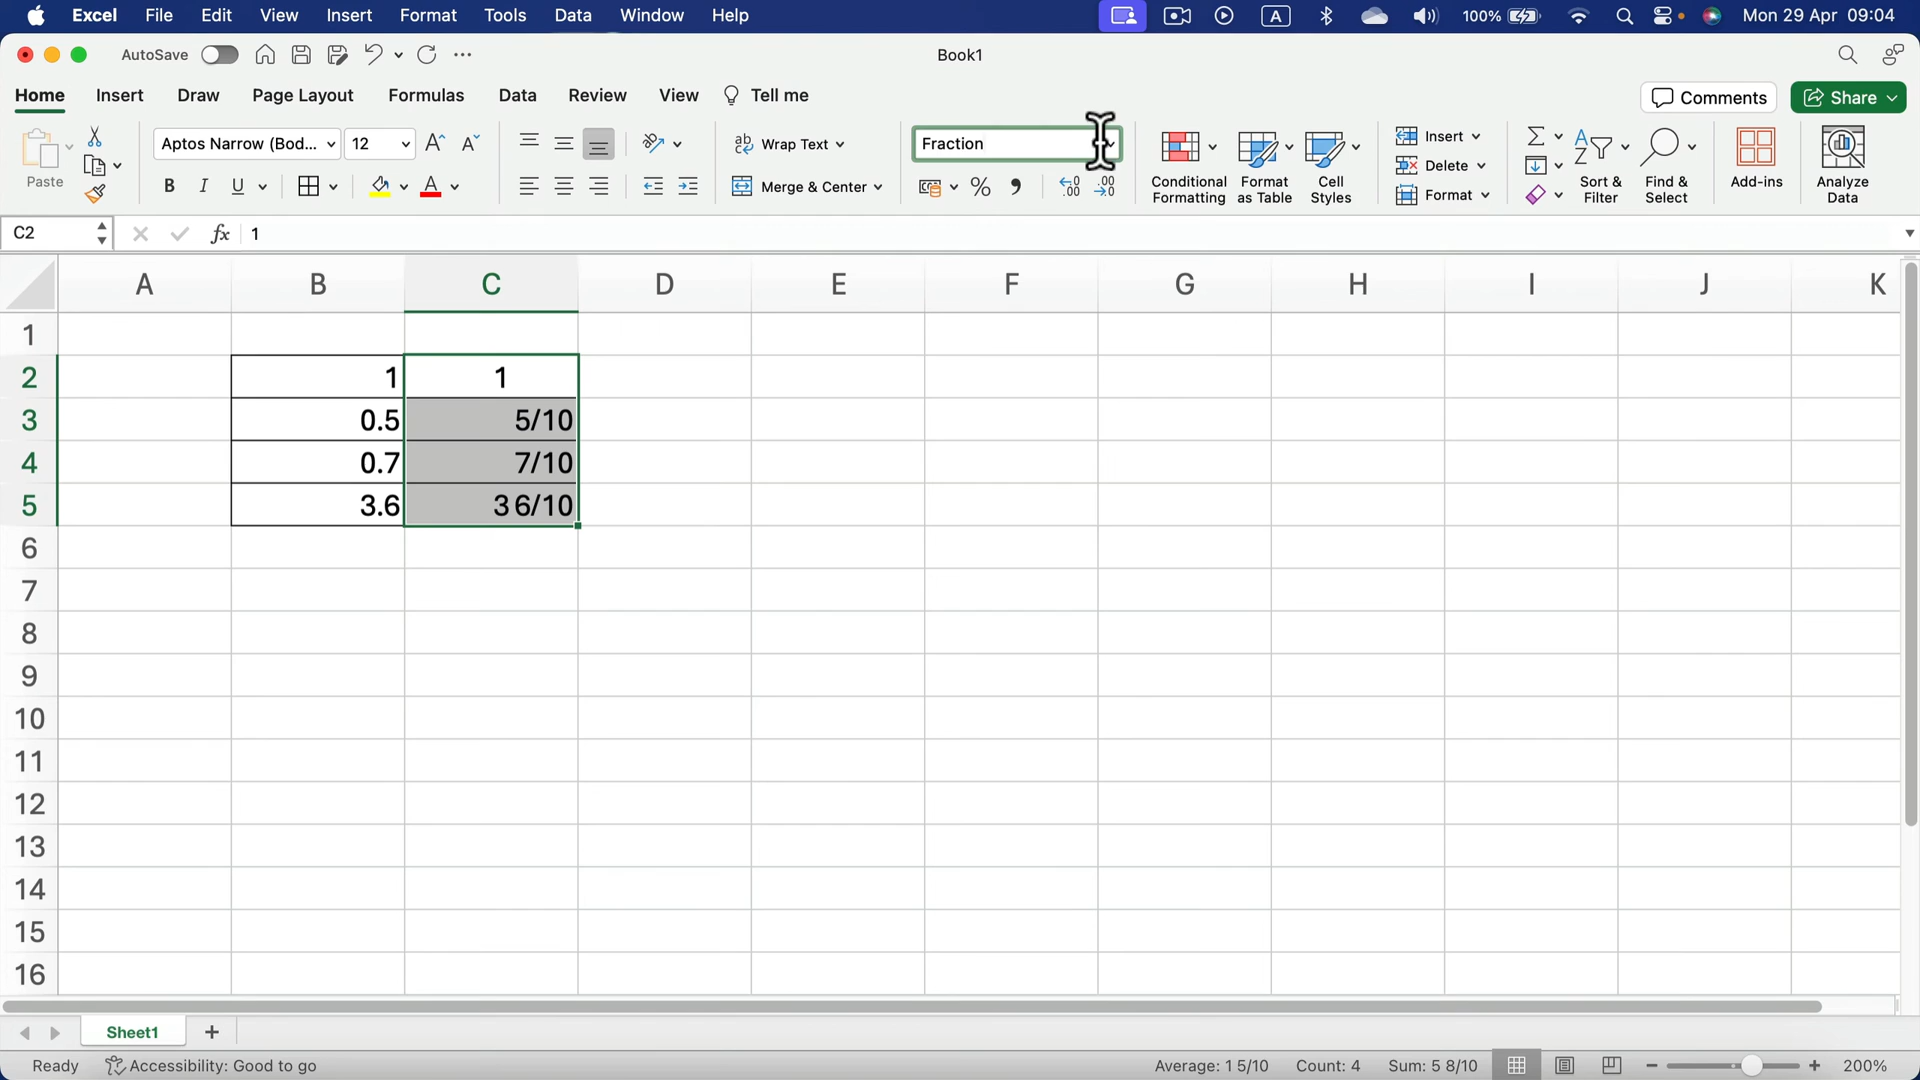 Excel File Edit View Insert Format Tools Data Window Help A 100% Mon 29 Apr 09:04
AutoSave Book1
Home Insert Draw Page Layout Formulas Data Review View Tell me Comments Share
Paste Aptos Narrow (Bod... 12 A A Wrap Text Fraction Conditional Formatting Format as Table Cell Styles Insert Sort & Filter Find & Select Add-ins Analyze Data
B I U A Merge & Center % Delete
Format
C2 fx 1
A B C D E F G H I J K
1
2 1 1
3 0.5 5/10
4 0.7 7/10
5 3.6 3 6/10
6
7
8
9
10
11
12
13
14
15
16
Sheet1 +
Ready Accessibility: Good to go Average: 1 5/10 Count: 4 Sum: 5 8/10 200%